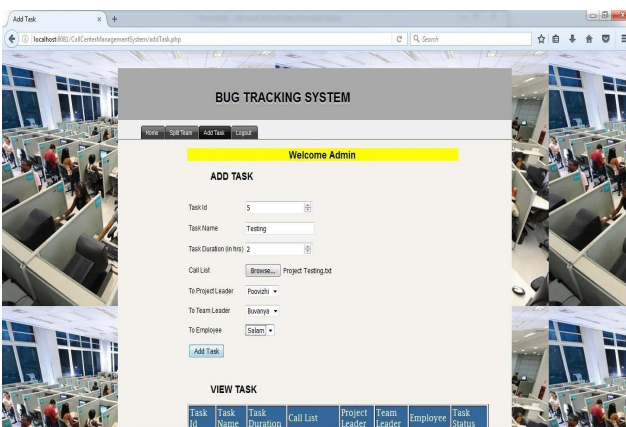 Add Task
localhost:8081/CallCenterManagementSystem/addTask.php
Search
BUG TRACKING SYSTEM
Home Split Team Add Task Logout
Welcome Admin
ADD TASK
Task Id 5
Task Name Testing
Task Duration (in hrs) 2
Call List Browse... Project Testing.txt
To Project Leader Poovizhi
To Team Leader Buvanya
To Employee Salam
Add Task
VIEW TASK
Task Id Task Name Task Duration Call List Project Leader Team Leader Employee Task Status